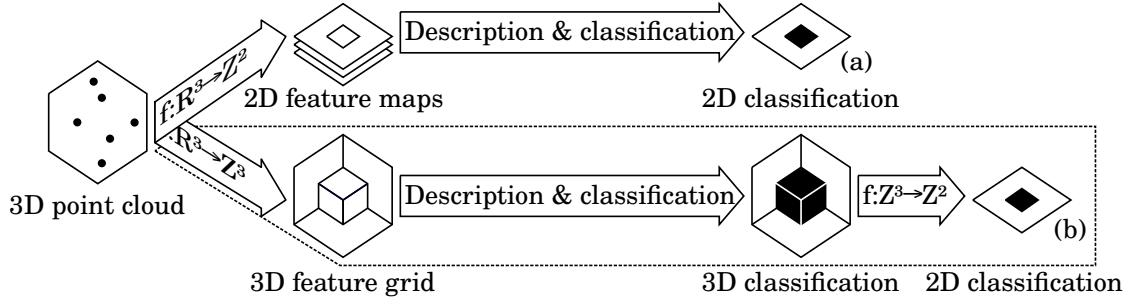 f:R³→Z²
Description & classification
(a)
2D feature maps
2D classification
:R³→Z³
3D point cloud
Description & classification
f:Z³→Z²
(b)
3D feature grid
3D classification
2D classification